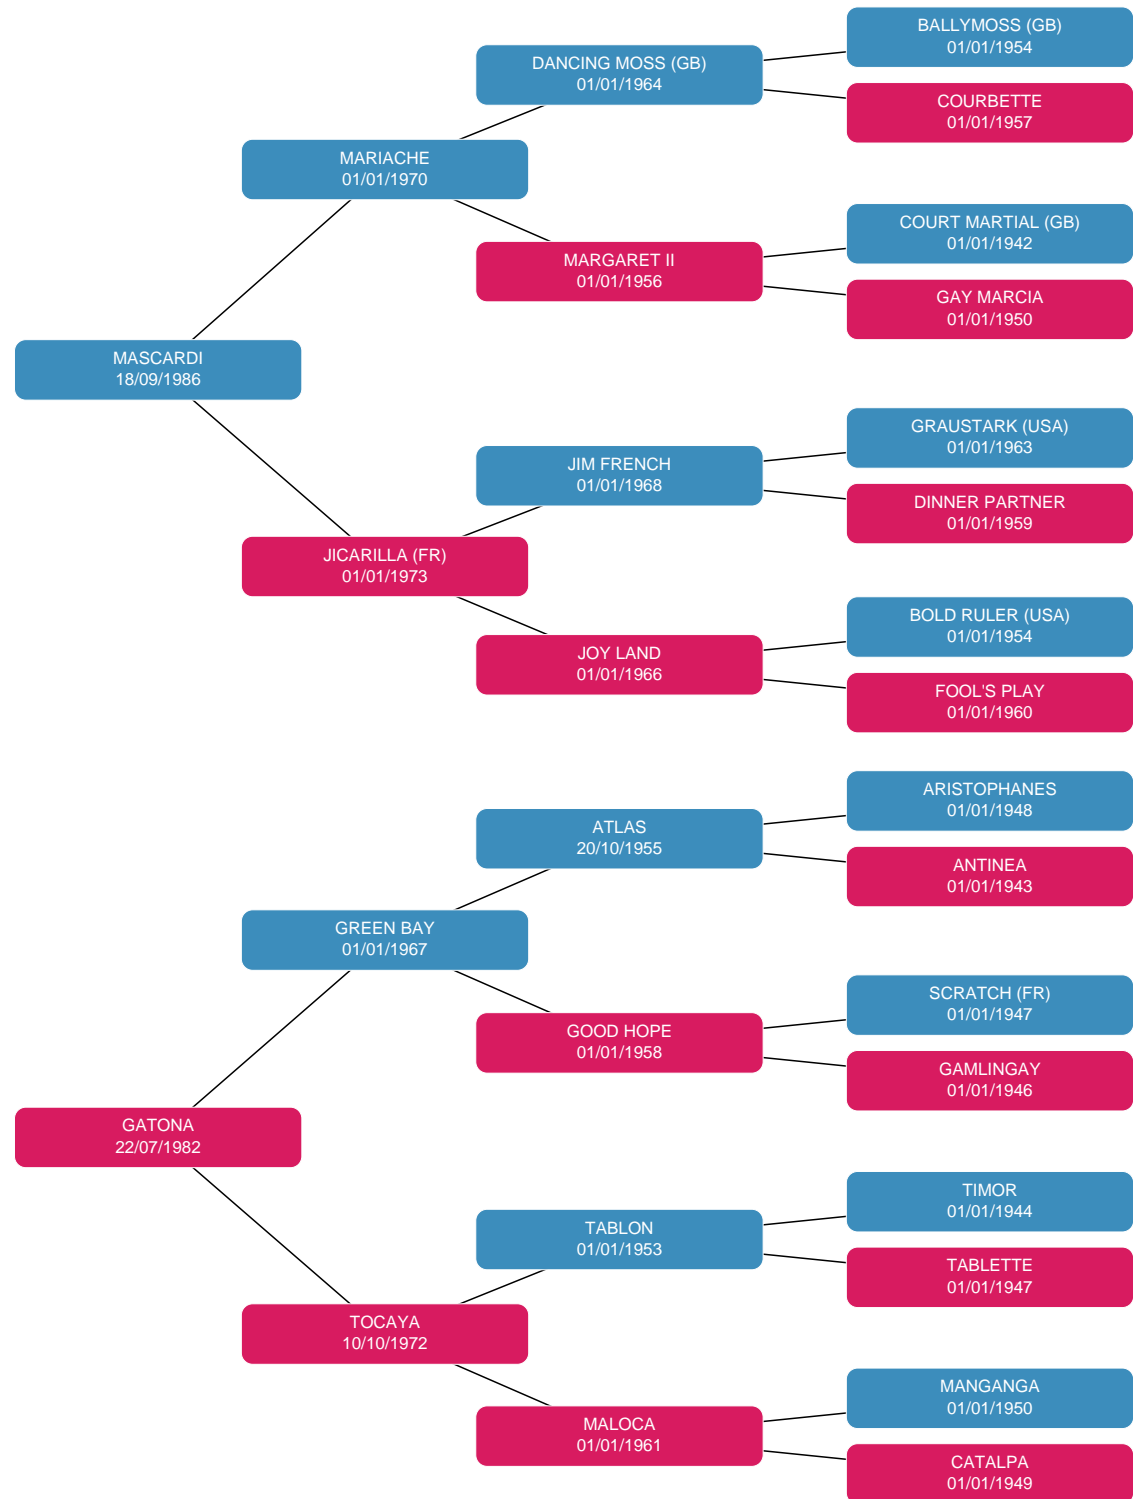 BALLYMOSS (GB)
01/01/1954
DANCING MOSS (GB)
01/01/1964
COURBETTE
01/01/1957
MARIACHE
01/01/1970
COURT MARTIAL (GB)
01/01/1942
MARGARET II
01/01/1956
GAY MARCIA
01/01/1950
MASCARDI
18/09/1986
GRAUSTARK (USA)
01/01/1963
JIM FRENCH
01/01/1968
DINNER PARTNER
01/01/1959
JICARILLA (FR)
01/01/1973
BOLD RULER (USA)
01/01/1954
JOY LAND
01/01/1966
FOOL'S PLAY
01/01/1960
ARISTOPHANES
01/01/1948
ATLAS
20/10/1955
ANTINEA
01/01/1943
GREEN BAY
01/01/1967
SCRATCH (FR)
01/01/1947
GOOD HOPE
01/01/1958
GAMLINGAY
01/01/1946
GATONA
22/07/1982
TIMOR
01/01/1944
TABLON
01/01/1953
TABLETTE
01/01/1947
TOCAYA
10/10/1972
MANGANGA
01/01/1950
MALOCA
01/01/1961
CATALPA
01/01/1949